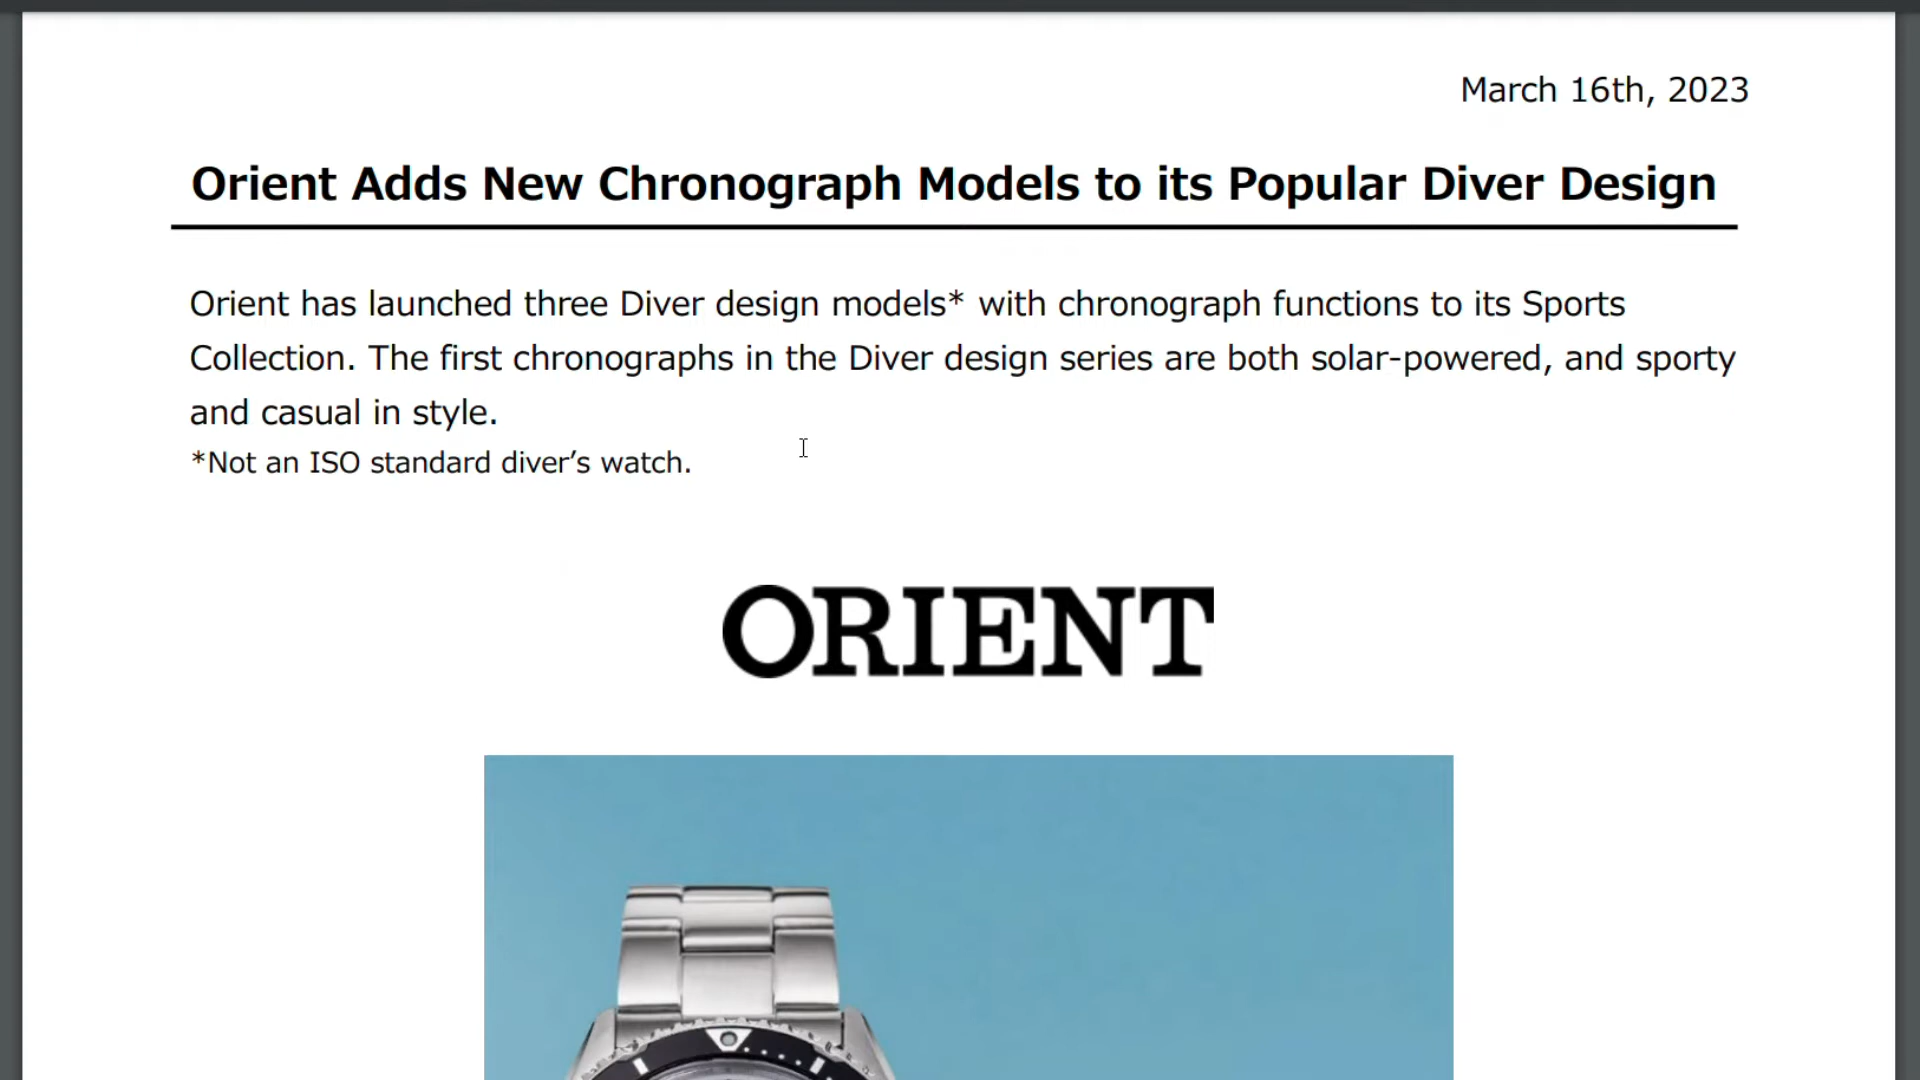 March 16th, 2023
Orient Adds New Chronograph Models to its Popular Diver Design
Orient has launched three Diver design models* with chronograph functions to its Sports
Collection. The first chronographs in the Diver design series are both solar-powered, and sporty
and casual in style.
*Not an ISO standard diver’s watch.
ORIENT